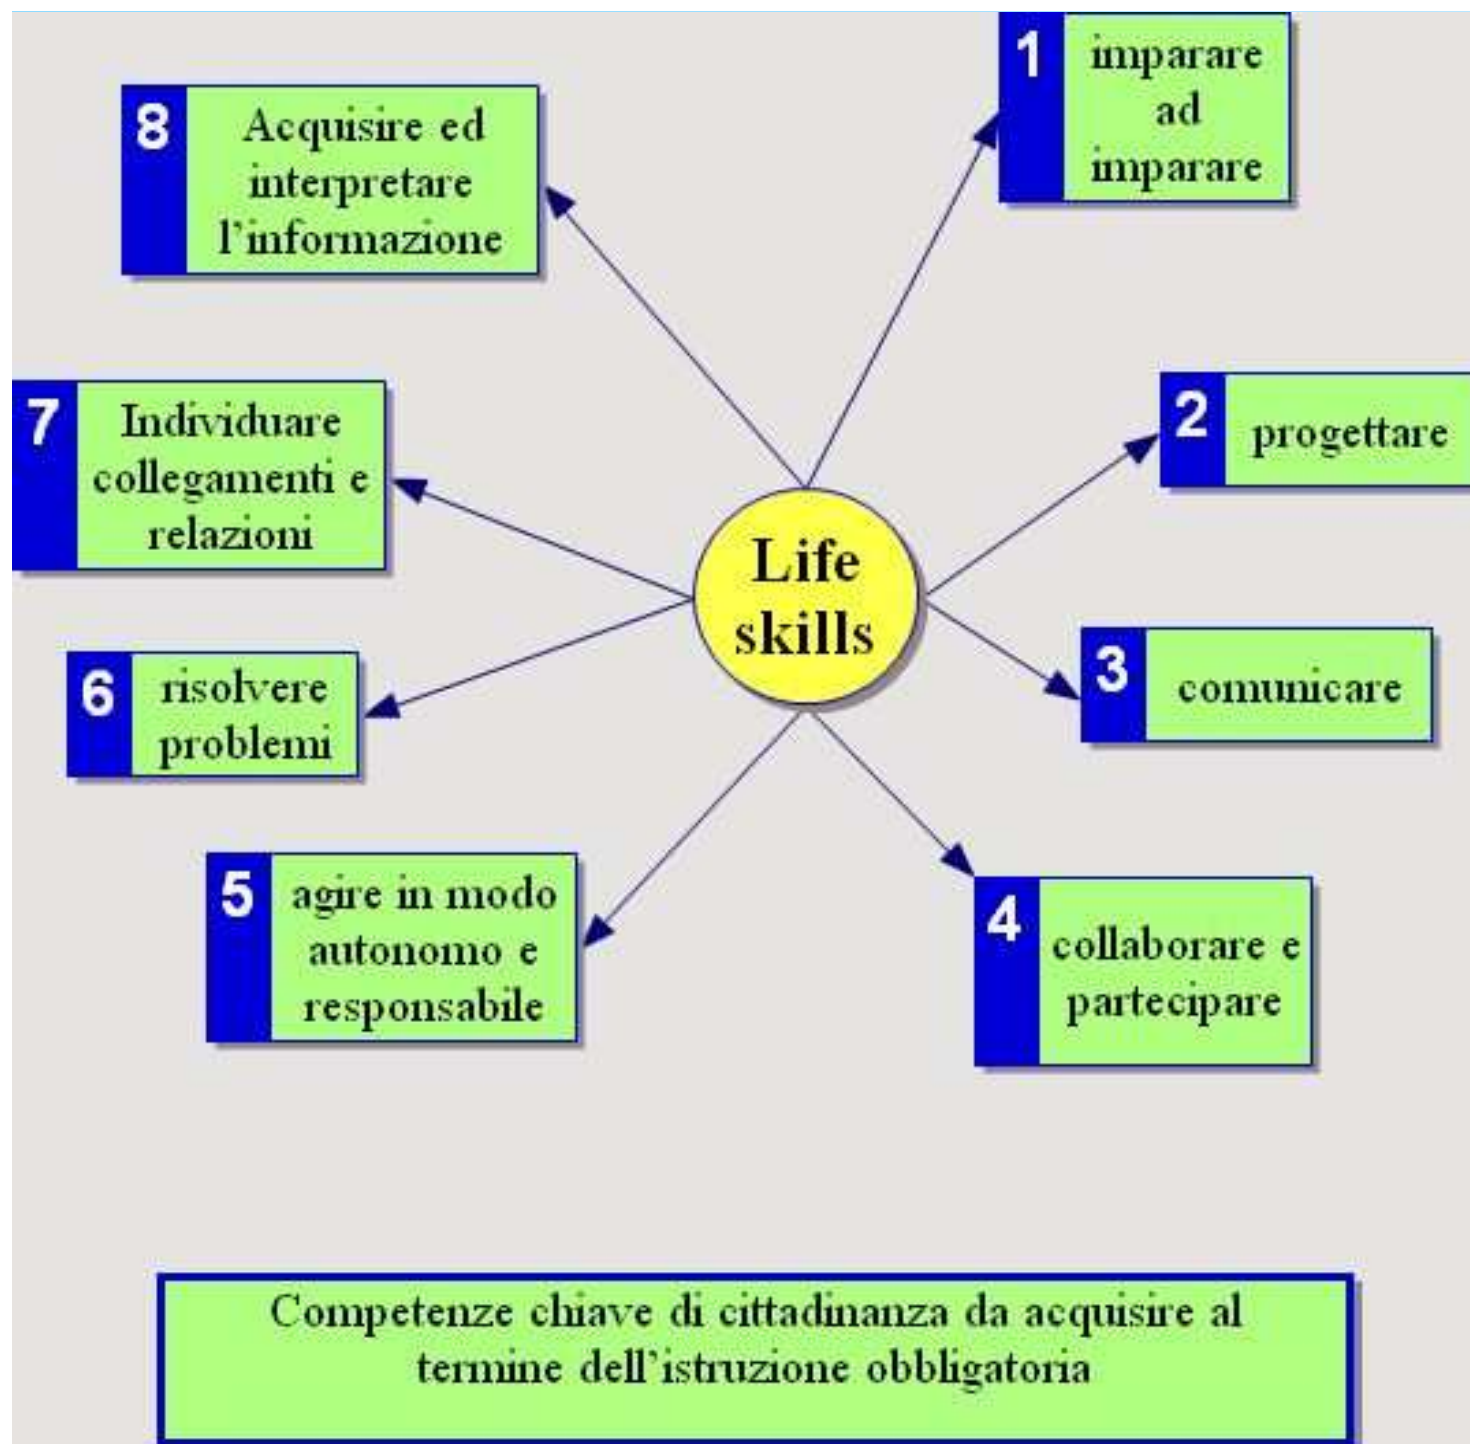 Life
skills
1
imparare
ad
imparare
2
progettare
3
comunicare
4
collaborare e
partecipare
5
agire in modo
autonomo e
responsabile
6
risolvere
problemi
7
Individuare
collegamenti e
relazioni
8
Acquisire ed
interpretare
l’informazione
Competenze chiave di cittadinanza da acquisire al
termine dell’istruzione obbligatoria